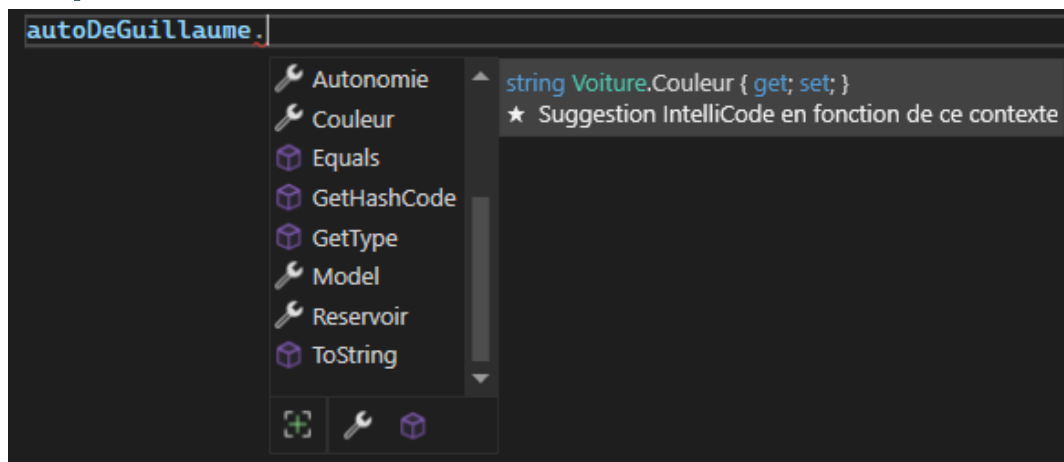 autoDeGuillaume.
Autonomie
Couleur
Equals
GetHashCode
GetType
Model
Reservoir
ToString
string Voiture.Couleur { get; set; }
★ Suggestion IntelliCode en fonction de ce contexte